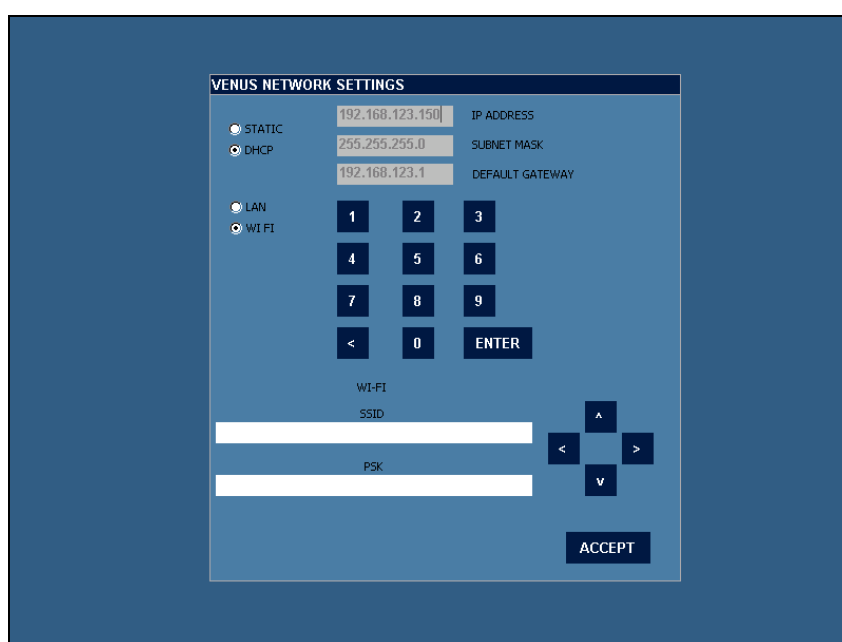 VENUS NETWORK SETTINGS
192.168.123.150 IP ADDRESS
STATIC
DHCP
255.255.255.0 SUBNET MASK
192.168.123.1 DEFAULT GATEWAY
LAN
WI FI
1 2 3
4 5 6
7 8 9
< 0 ENTER
WI-FI
SSID
^
< >
PSK
v
ACCEPT